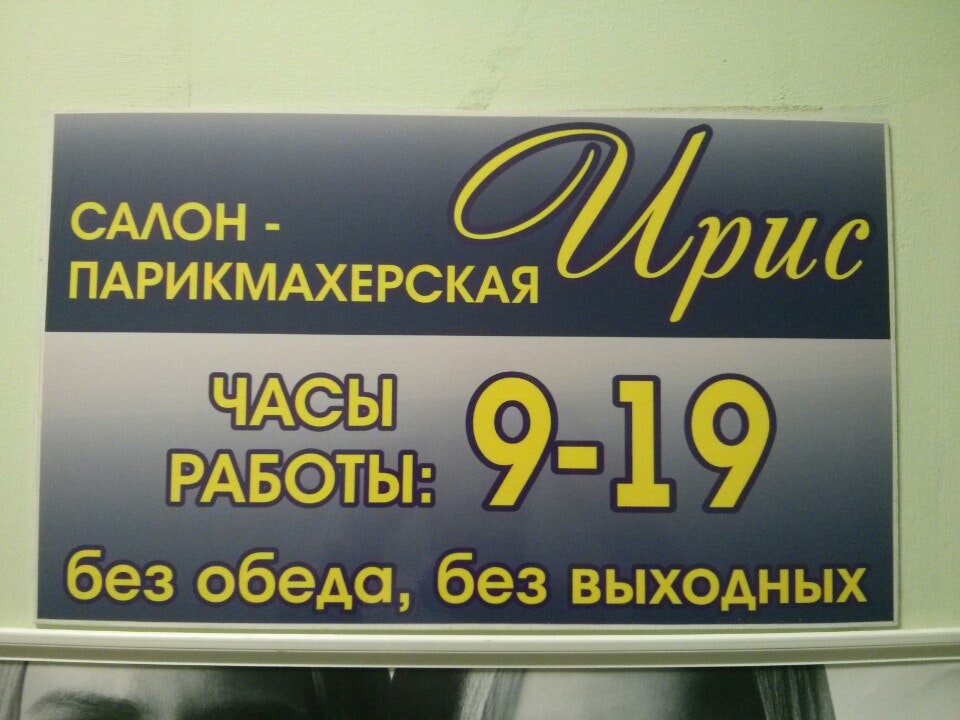 САЛОН -
ПАРИКМАХЕРСКАЯ
Ирис
ЧАСЫ
РАБОТЫ:
9-19
без обеда, без выходных